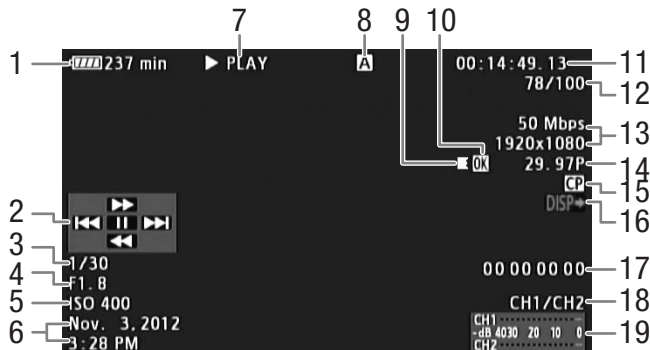 7 8 9 10
1 237 min PLAY A 00:14:49.13 11
78/100 12
50 Mbps 13
1920x1080
OK 29.97P 14
CP 15
DISP 16
2
3 1/30
4 F1.8 00 00 00 00 17
5 ISO 400 CH1/CH2 18
6 Nov. 3, 2012
3:28 PM
CH1
-dB 40 30 20 10 0 19
CH2